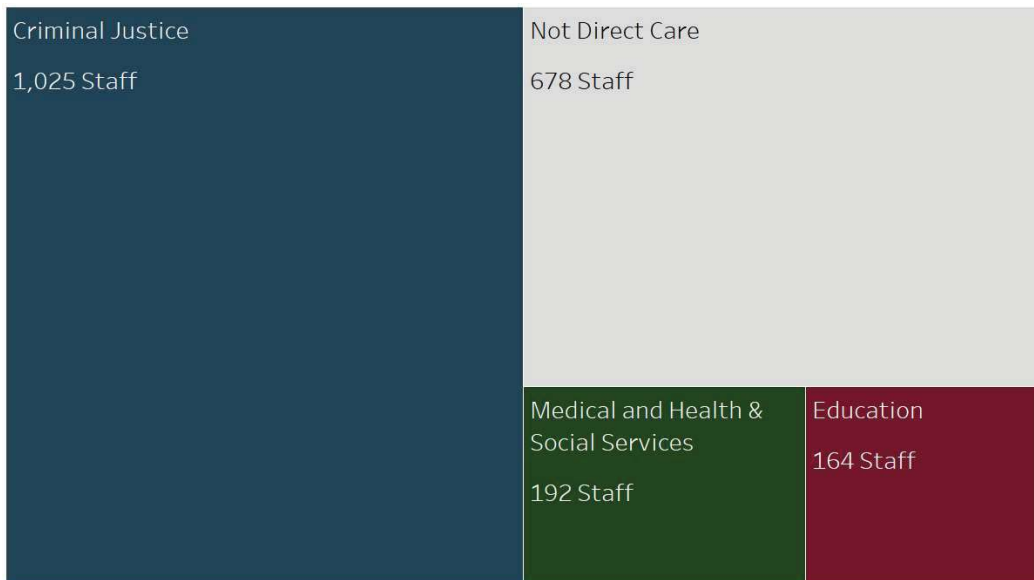 Criminal Justice
1,025 Staff
Not Direct Care
678 Staff
Medical and Health &
Social Services
192 Staff
Education
164 Staff